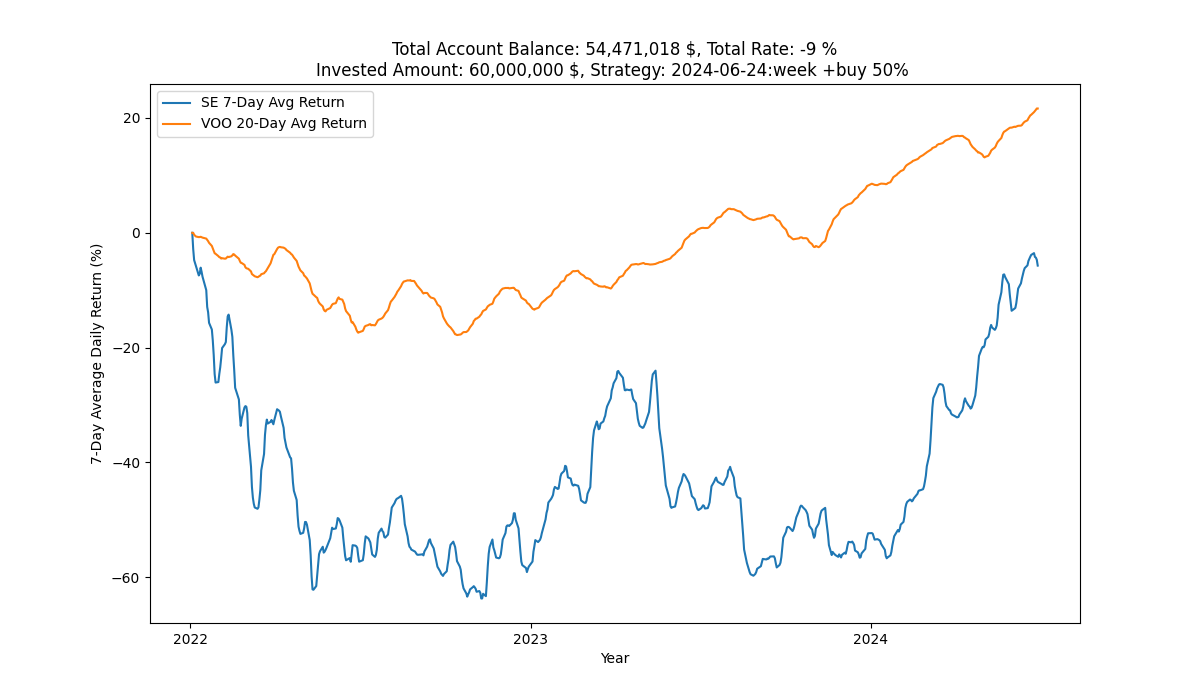 Total Account Balance: 54,471,018 $, Total Rate: -9 %
Invested Amount: 60,000,000 $, Strategy: 2024-06-24:week +buy 50%
SE 7-Day Avg Return
VOO 20-Day Avg Return
7-Day Average Daily Return (%)
20
0
−20
−40
−60
2022
2023
2024
Year